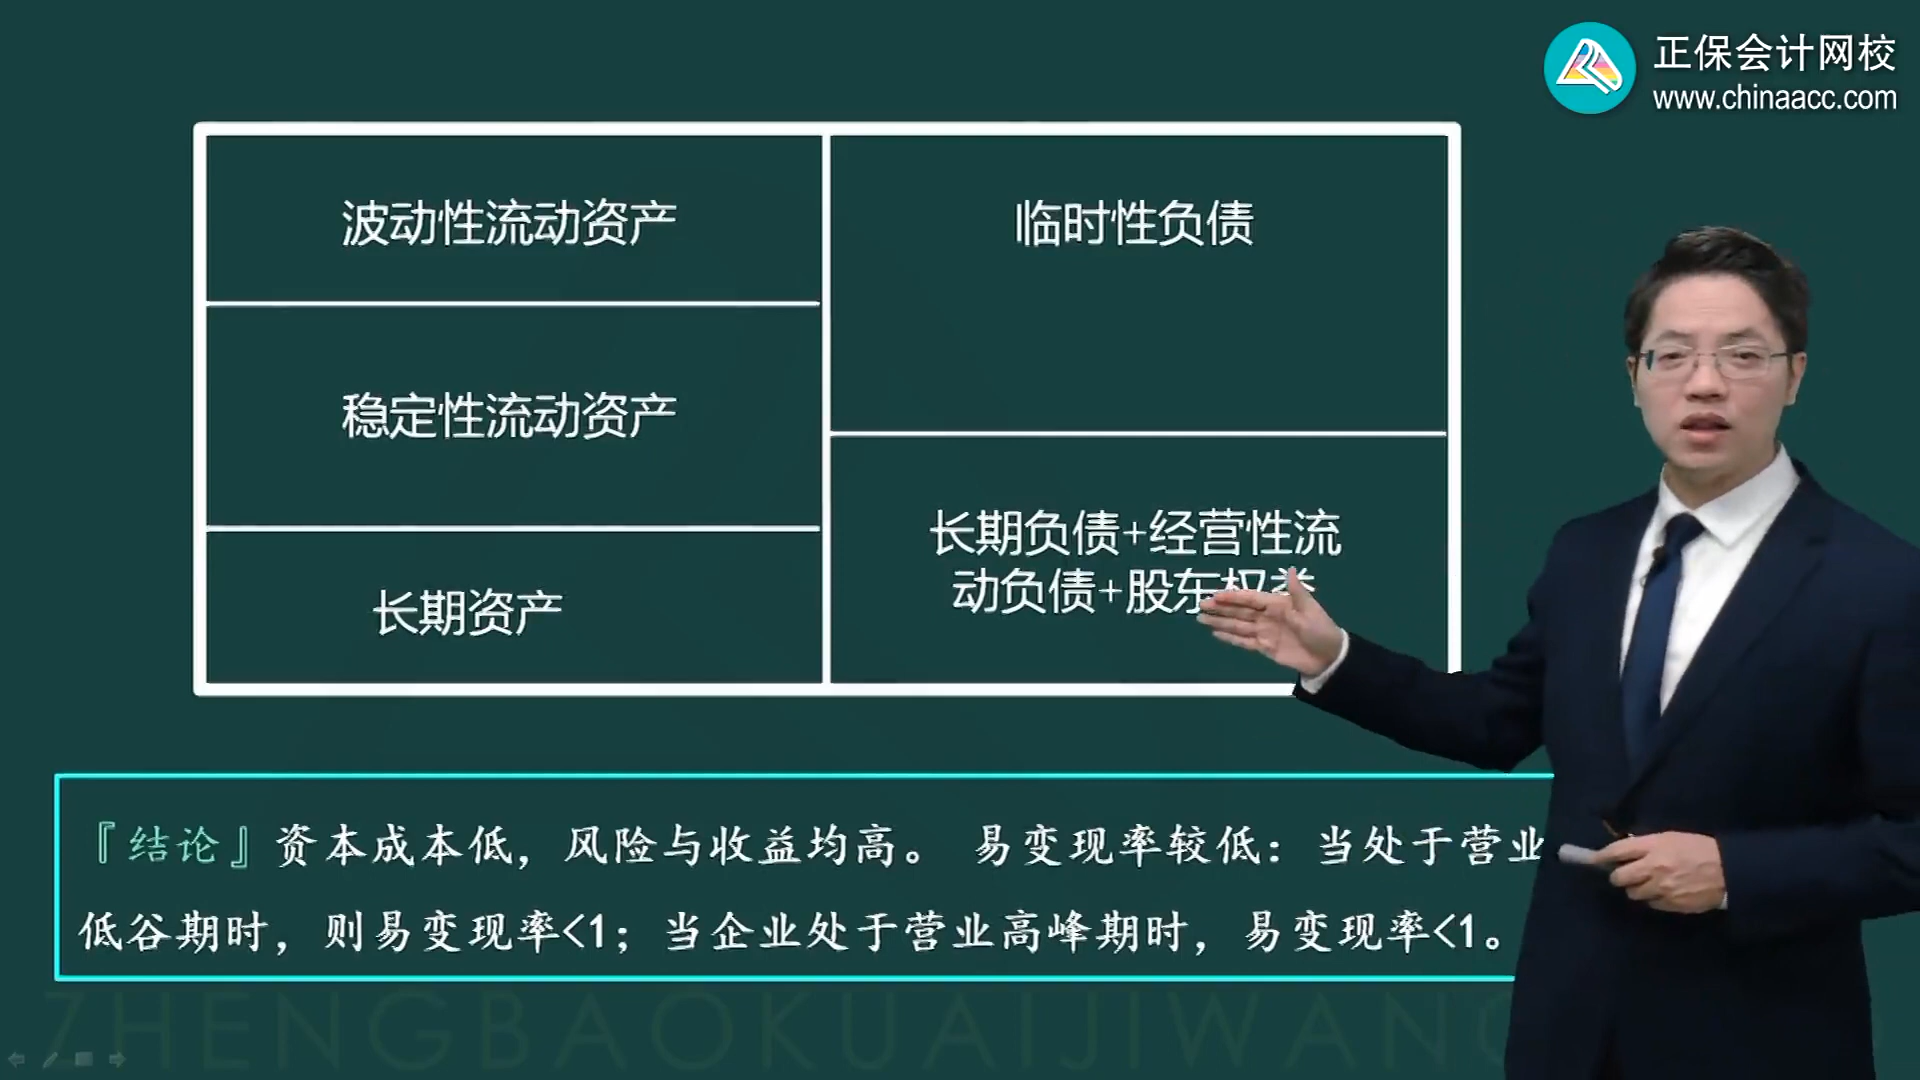 正保会计网校
www.chinaacc.com
波动性流动资产
临时性负债
稳定性流动资产
长期负债+经营性流
动负债+股东权益
长期资产
『结论』资本成本低，风险与收益均高。 易变现率较低：当处于营业
低谷期时，则易变现率<1；当企业处于营业高峰期时，易变现率<1。
ZHENGBAOKUAIJIWANG